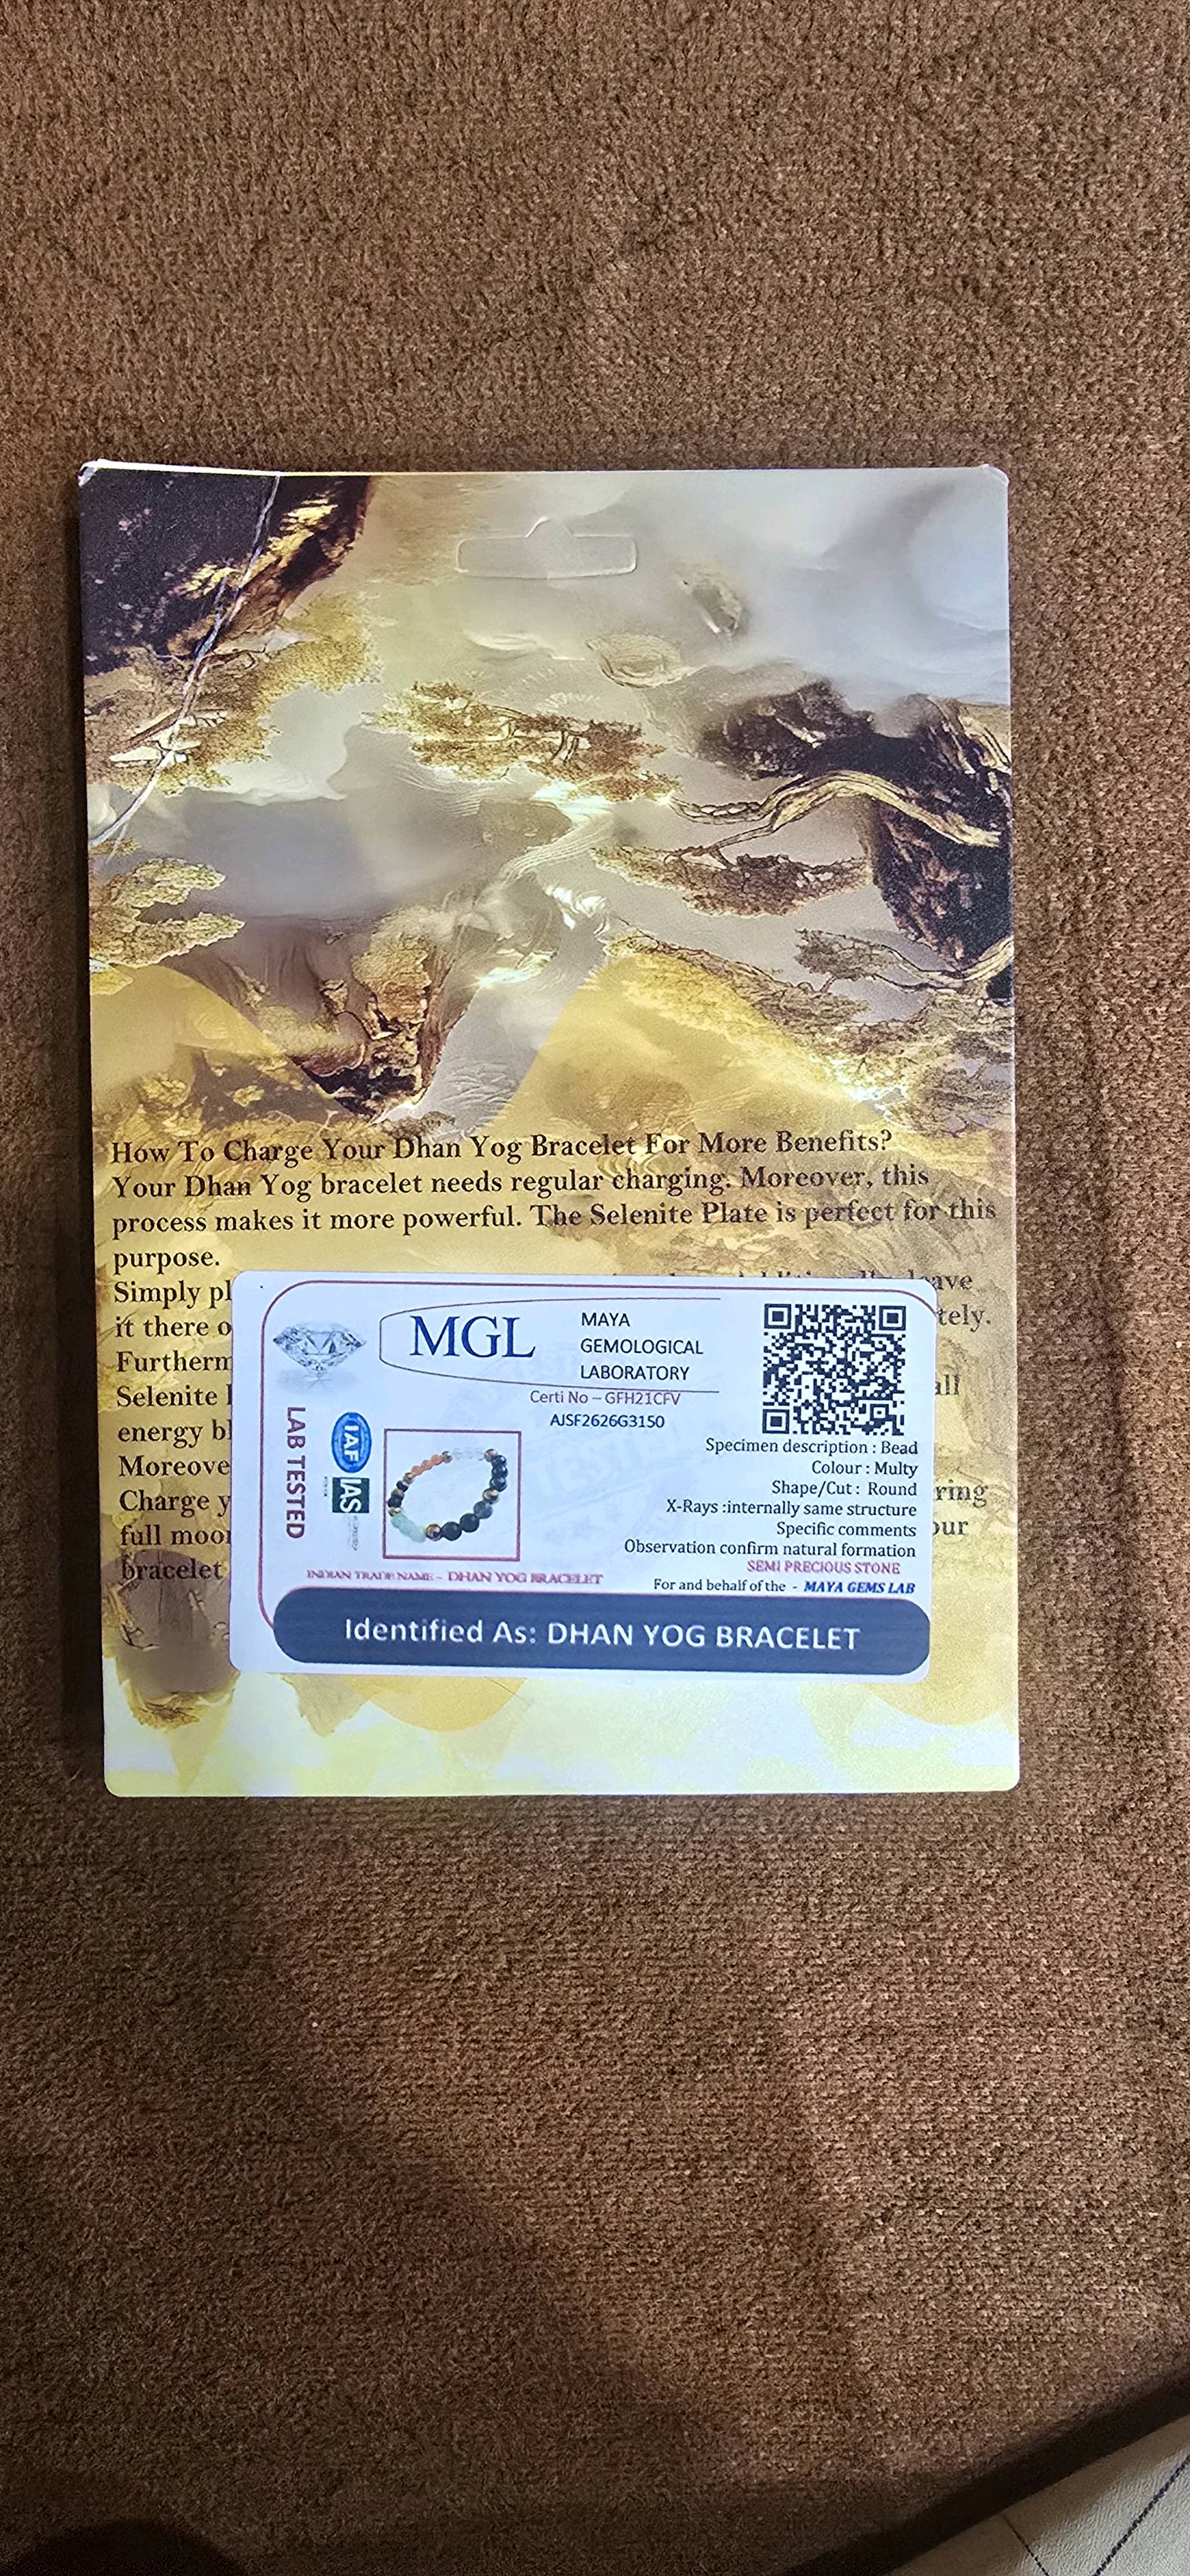 How To Charge Your Dhan Yog Bracelet For More Benefits?
Your Dhan Yog bracelet needs regular charging. Moreover, this
process makes it more powerful. The Selenite Plate is perfect for this
purpose.
Simply
it there
MGL
MAYA
GEMOLOGICAL
LABORATORY
Certi No – GFH21CFV
AJSF2626G3150
LAB TESTED
IAF
IAS
Specimen description : Bead
Colour : Multy
Shape/Cut : Round
X-Rays :internally same structure
Specific comments
Observation confirm natural formation
SEMI PRECIOUS STONE
INDIAN TRADE NAME - DHAN YOG BRACELET
For and behalf of the - MAYA GEMS LAB
Identified As: DHAN YOG BRACELET
Selenite
energy
Charge
full
bracelet